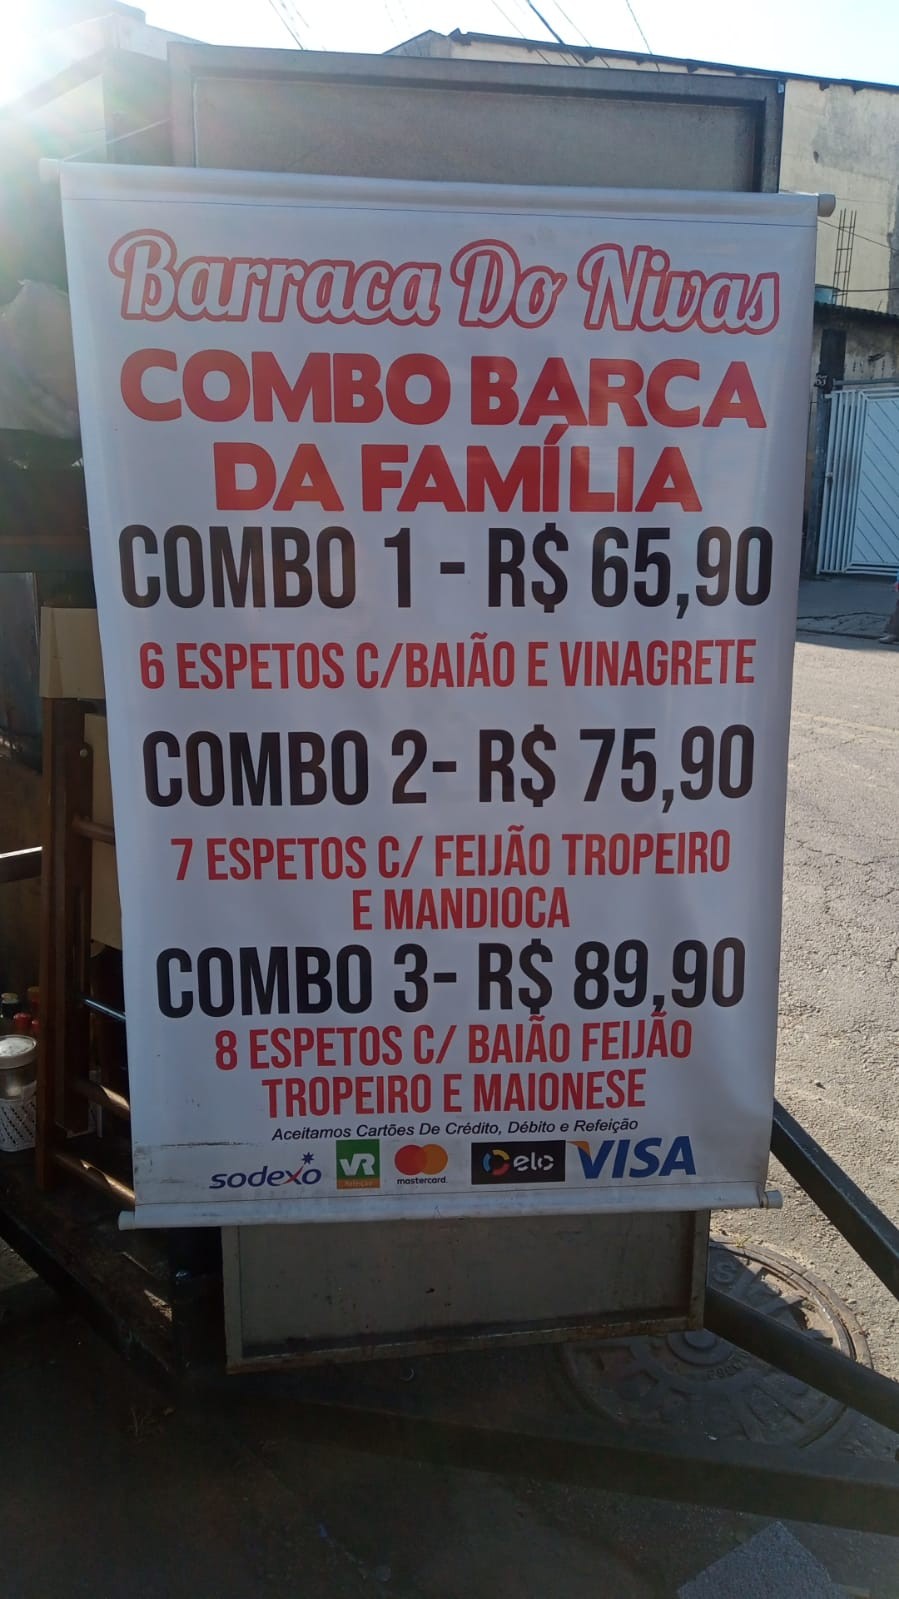 Barraca Do Nivas
COMBO BARCA
DA FAMÍLIA
COMBO 1 - R$ 65,90
6 ESPETOS C/BAIÃO E VINAGRETE
COMBO 2- R$ 75,90
7 ESPETOS C/ FEIJÃO TROPEIRO
E MANDIOCA
COMBO 3- R$ 89,90
8 ESPETOS C/ BAIÃO FEIJÃO
TROPEIRO E MAIONESE
Aceitamos Cartões De Crédito, Débito e Refeição
sodexo VR Refeição mastercard elo VISA